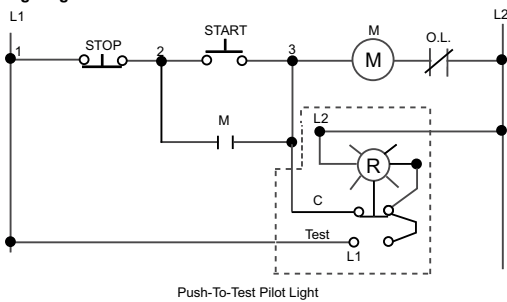 L1
L2
STOP
START
M
O.L.
1
2
3
M
M
L2
R
C
Test
L1
Push-To-Test Pilot Light